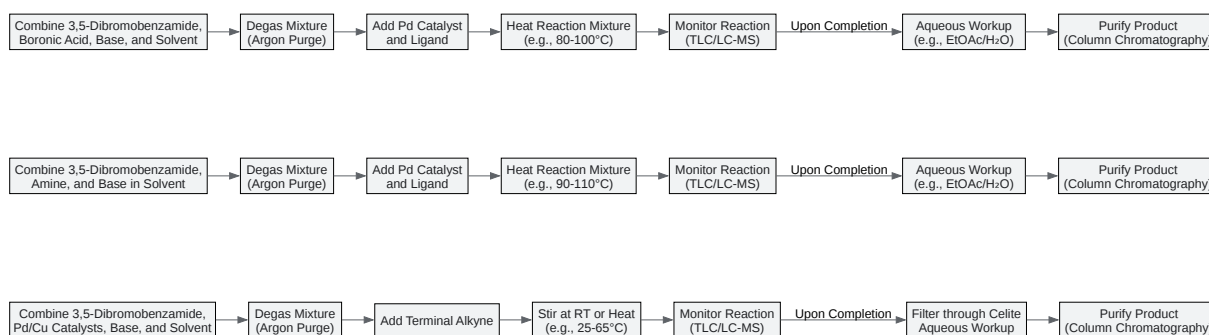 Combine 3,5-Dibromobenzamide,
Boronic Acid, Base, and Solvent
Degas Mixture
(Argon Purge)
Add Pd Catalyst
and Ligand
Heat Reaction Mixture
(e.g., 80-100°C)
Monitor Reaction
(TLC/LC-MS)
Upon Completion
Aqueous Workup
(e.g., EtOAc/H₂O)
Purify Product
(Column Chromatography)
Combine 3,5-Dibromobenzamide,
Amine, and Base in Solvent
Degas Mixture
(Argon Purge)
Add Pd Catalyst
and Ligand
Heat Reaction Mixture
(e.g., 90-110°C)
Monitor Reaction
(TLC/LC-MS)
Upon Completion
Aqueous Workup
(e.g., EtOAc/H₂O)
Purify Product
(Column Chromatography)
Combine 3,5-Dibromobenzamide,
Pd/Cu Catalysts, Base, and Solvent
Degas Mixture
(Argon Purge)
Add Terminal Alkyne
Stir at RT or Heat
(e.g., 25-65°C)
Monitor Reaction
(TLC/LC-MS)
Upon Completion
Filter through Celite
Aqueous Workup
Purify Product
(Column Chromatography)